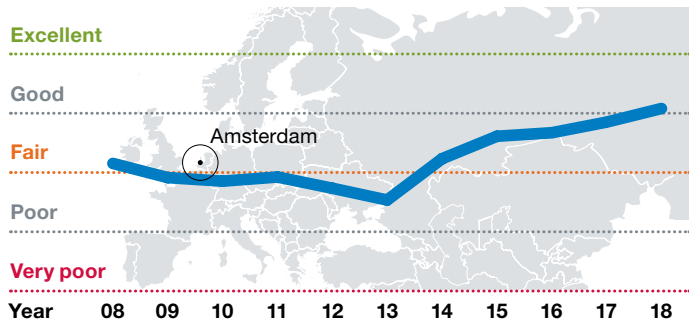 Excellent
Good
Amsterdam
Fair
Poor
Very poor
Year 08 09 10 11 12 13 14 15 16 17 18